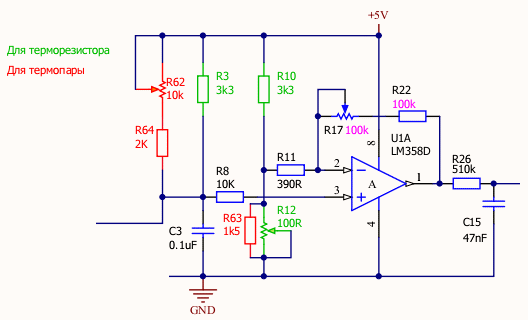 +5V
Для терморезистора
Для термопары
R62
10k
R3
3k3
R10
3k3
R22
100k
R17 100k
R64
2K
8
U1A
LM358D
R11
390R
2
A
1
3
4
R26
510k
R8
10K
R63
1k5
R12
100R
C3
0.1uF
C15
47nF
GND